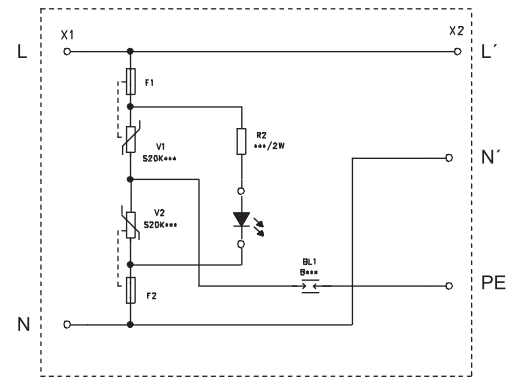 X1
X2
L
L´
F1
R2
***/2W
V1
S20K***
N´
V2
S20K***
BL1
B***
PE
F2
N